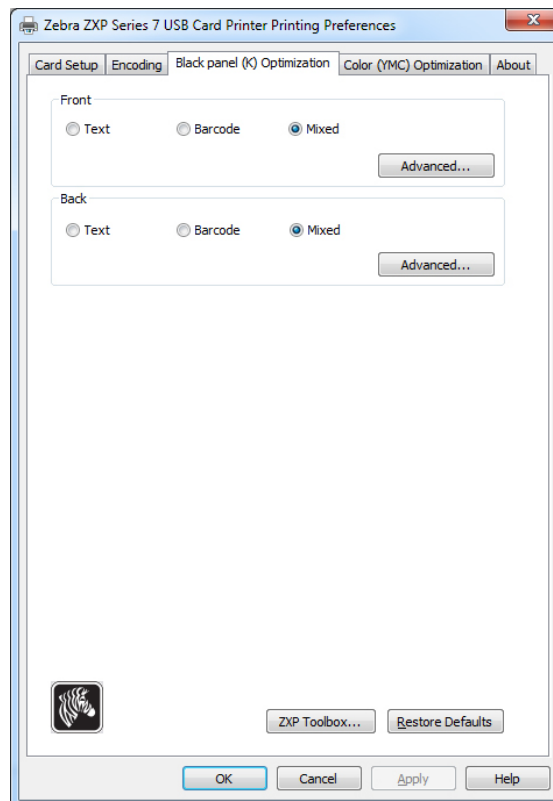 Zebra ZXP Series 7 USB Card Printer Printing Preferences
Card Setup Encoding Black panel (K) Optimization Color (YMC) Optimization About
Front
Text Barcode Mixed
Advanced...
Back
Text Barcode Mixed
Advanced...
ZXP Toolbox... Restore Defaults
OK Cancel Apply Help